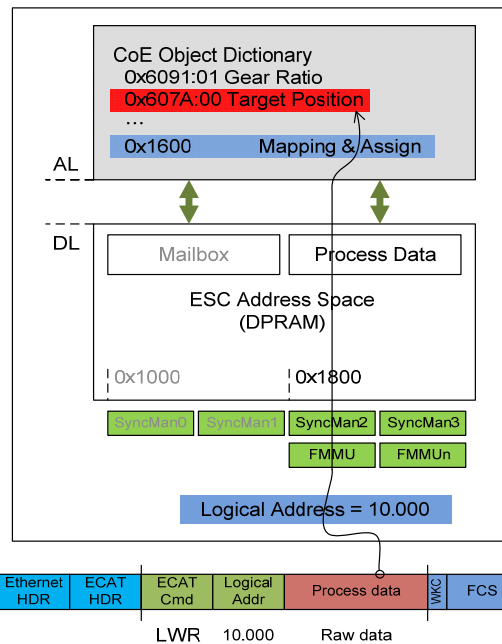 CoE Object Dictionary
0x6091:01 Gear Ratio
0x607A:00 Target Position
...
0x1600 Mapping & Assign
AL
DL
Mailbox Process Data
ESC Address Space
(DPRAM)
0x1000 0x1800
SyncMan0 SyncMan1 SyncMan2 SyncMan3
FMMU FMMUn
Logical Address = 10.000
Ethernet HDR
ECAT HDR
ECAT Cmd
Logical Addr
Process data
WKC
FCS
LWR 10.000 Raw data